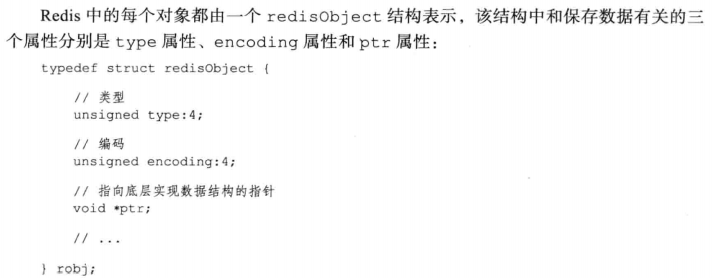 Redis 中的每个对象都由一个 redisObject 结构表示，该结构中和保存数据有关的三
个属性分别是 type 属性、encoding 属性和 ptr 属性：
typedef struct redisObject {
// 类型
unsigned type:4;
// 编码
unsigned encoding:4;
// 指向底层实现数据结构的指针
void *ptr;
// ...
} robj;